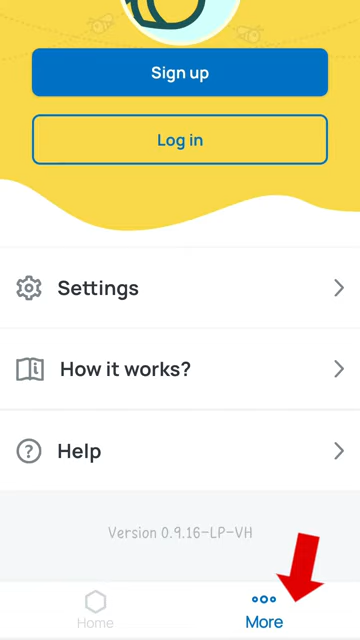 Sign up
Log in
Settings
How it works?
Help
Version 0.9.16-LP-VH
Home
More